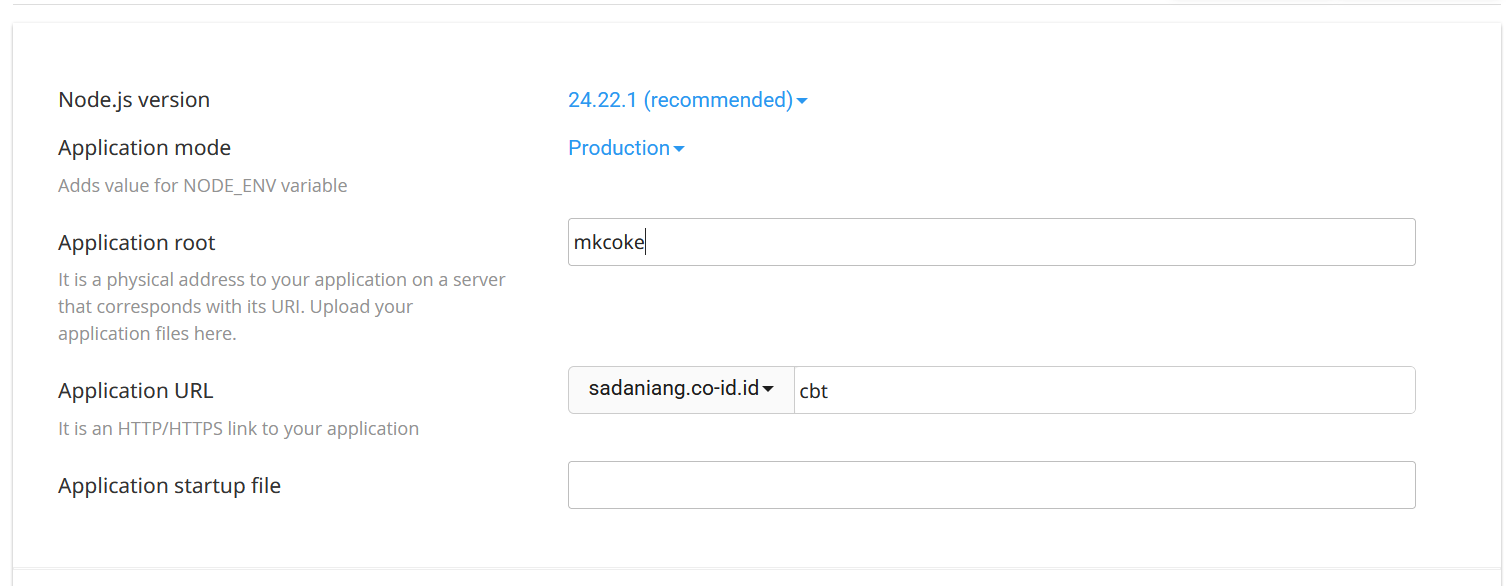 Node.js version
24.22.1 (recommended)
Application mode
Production
Adds value for NODE_ENV variable
Application root
mkcoke
It is a physical address to your application on a server
that corresponds with its URI. Upload your
application files here.
Application URL
sadaniang.co-id.id
cbt
It is an HTTP/HTTPS link to your application
Application startup file